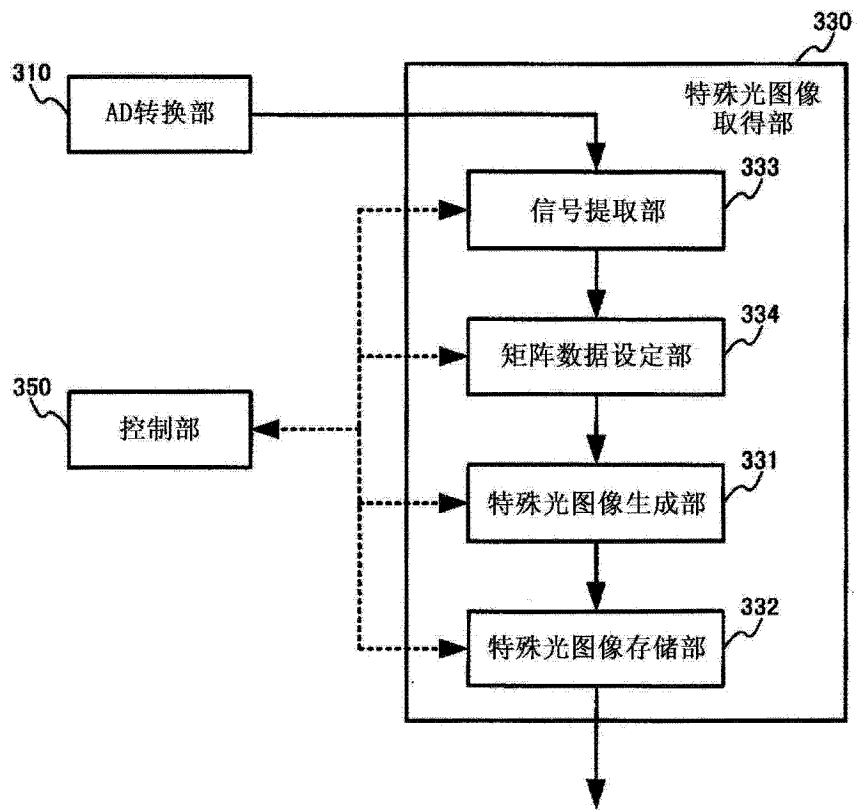 330
310
AD转换部
特殊光图像
取得部
333
信号提取部
334
矩阵数据设定部
350
控制部
331
特殊光图像生成部
332
特殊光图像存储部